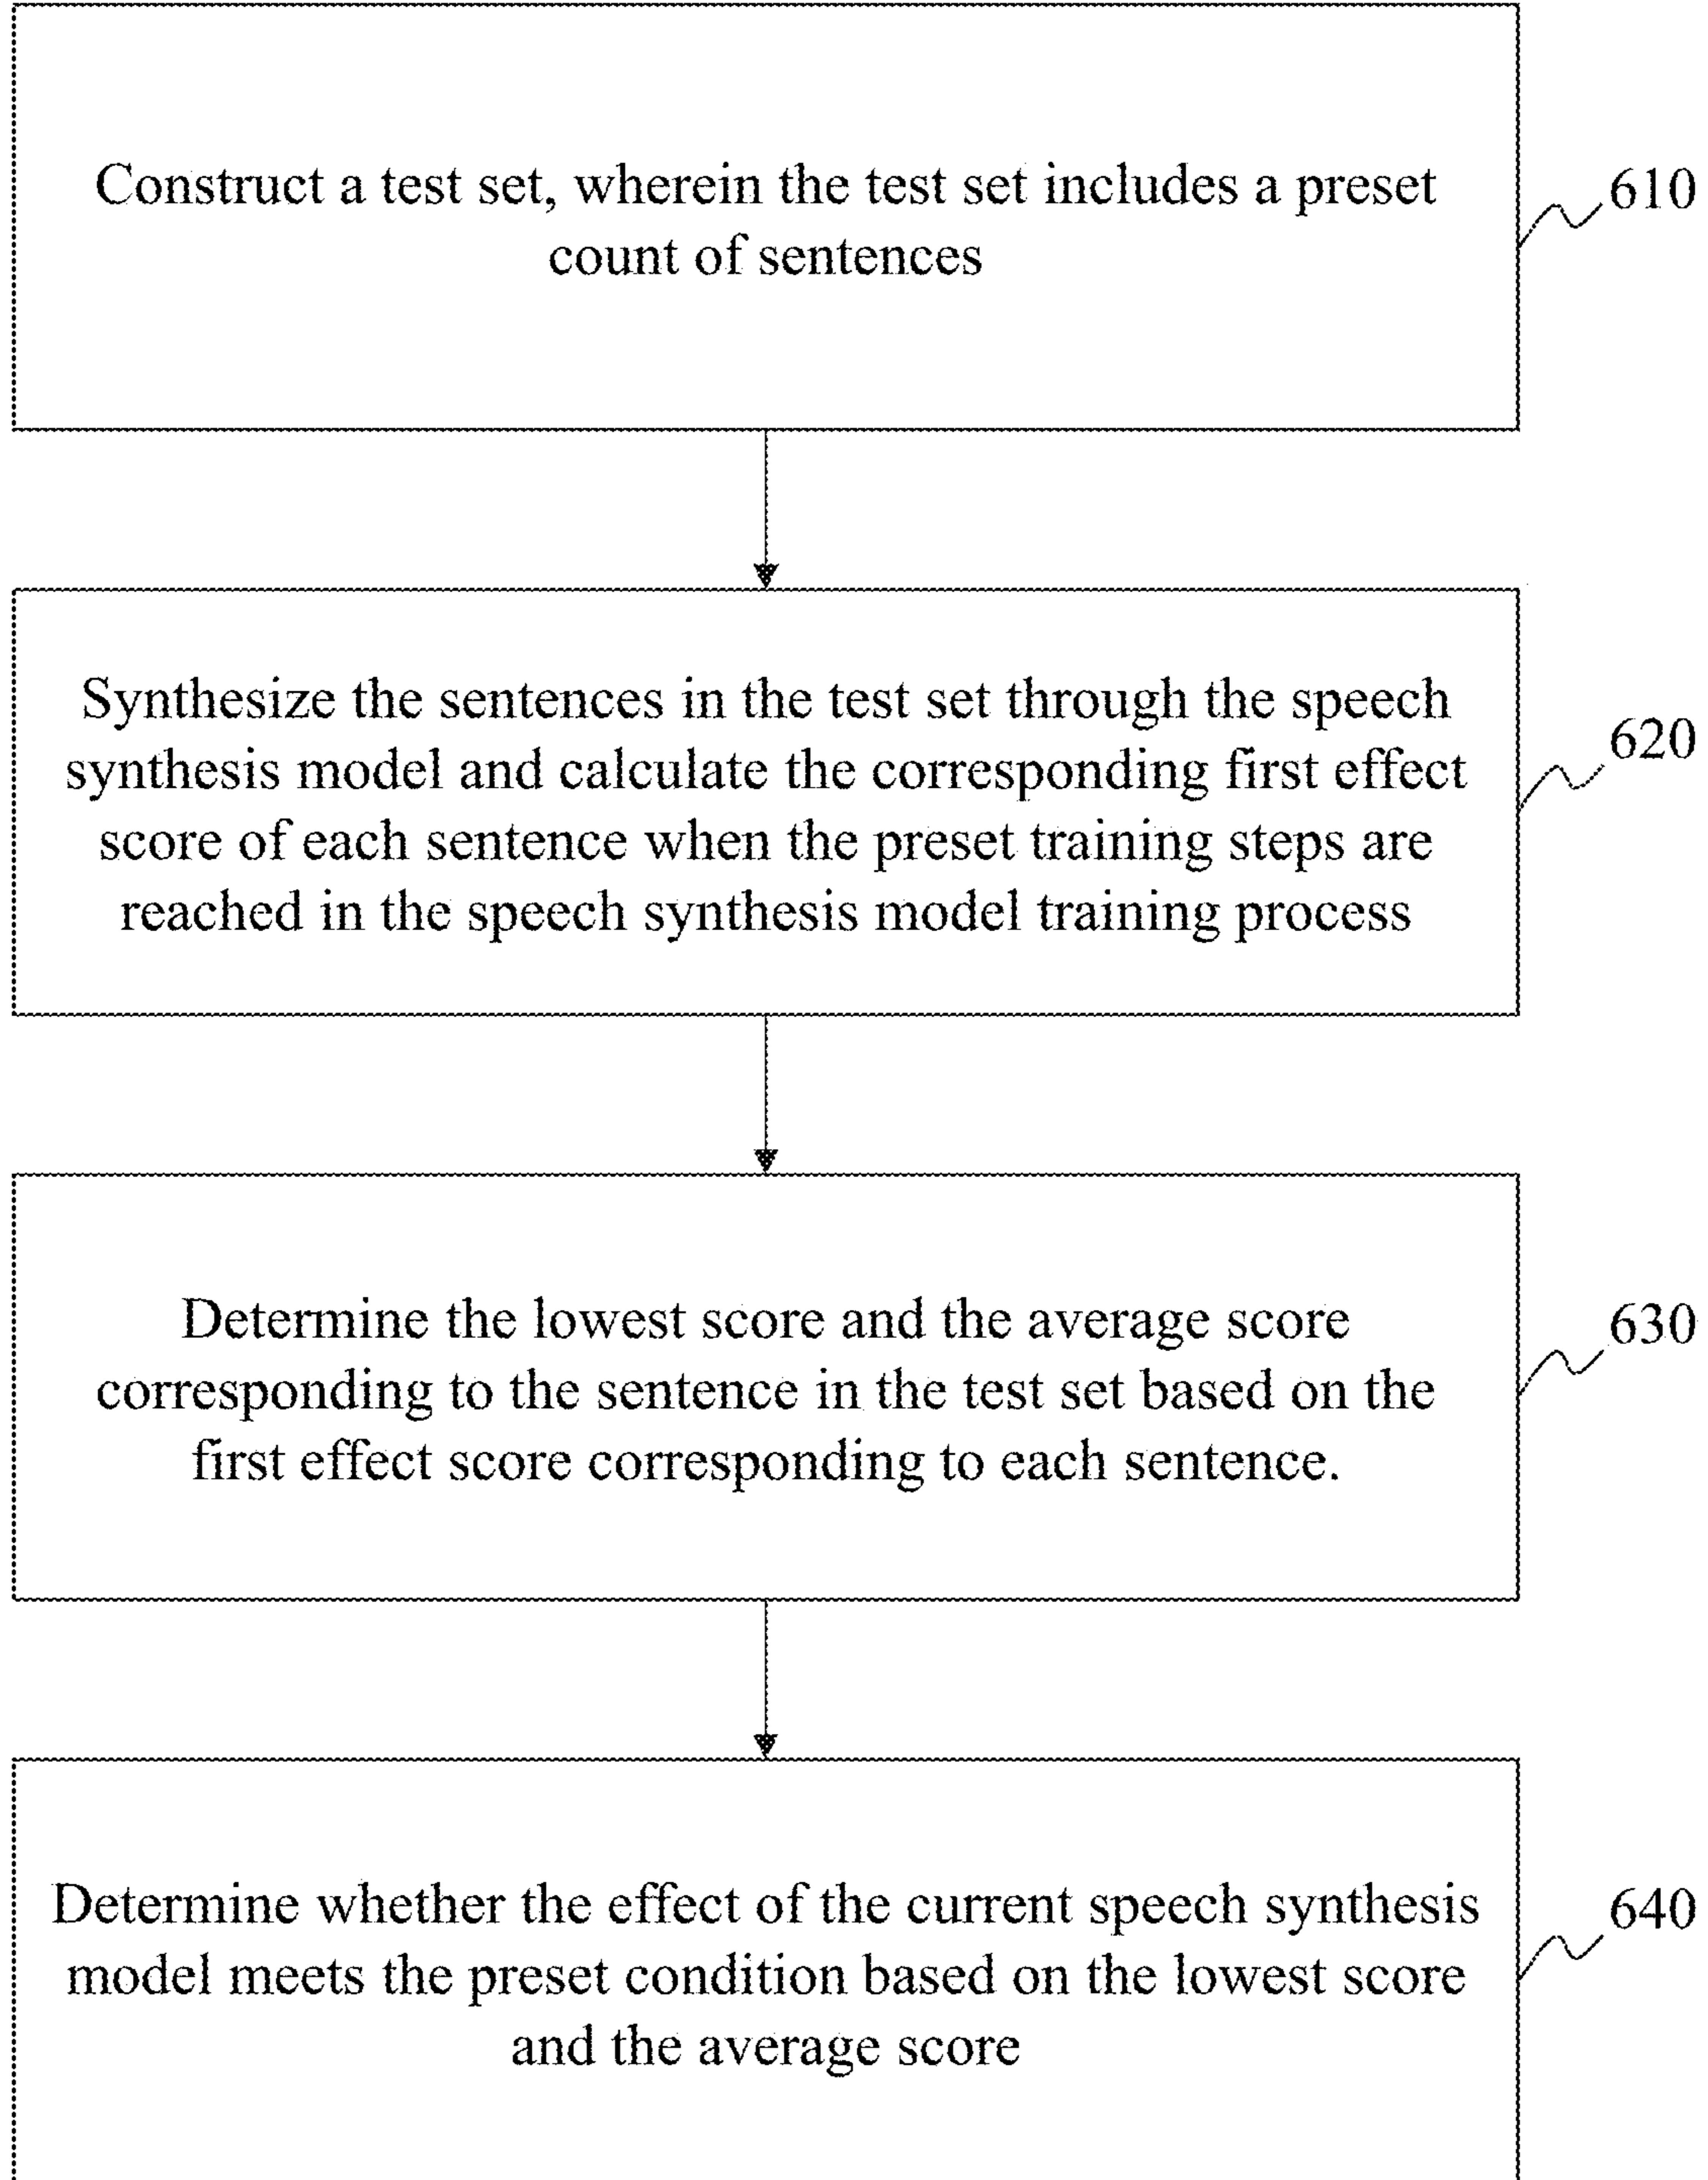 Construct a test set, wherein the test set includes a preset
count of sentences
610
Synthesize the sentences in the test set through the speech
synthesis model and calculate the corresponding first effect
score of each sentence when the preset training steps are
reached in the speech synthesis model training process
620
Determine the lowest score and the average score
corresponding to the sentence in the test set based on the
first effect score corresponding to each sentence.
630
Determine whether the effect of the current speech synthesis
model meets the preset condition based on the lowest score
and the average score
640